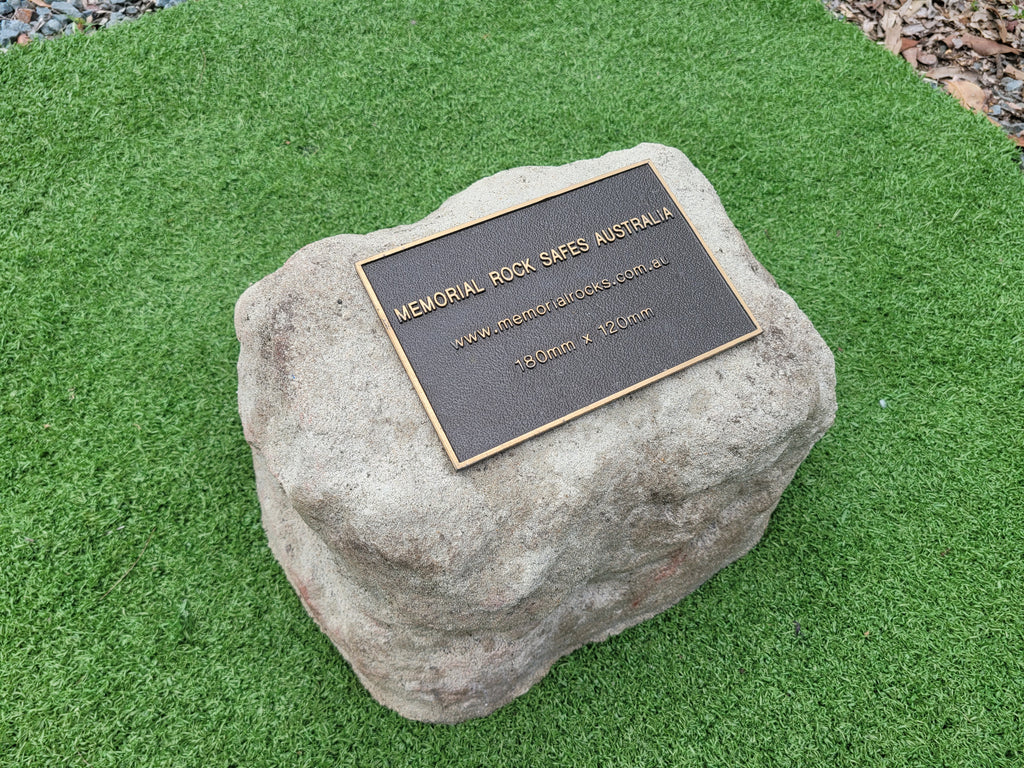 MEMORIAL ROCK SAFES AUSTRALIA
www.memorialrocks.com.au
180mm x 120mm